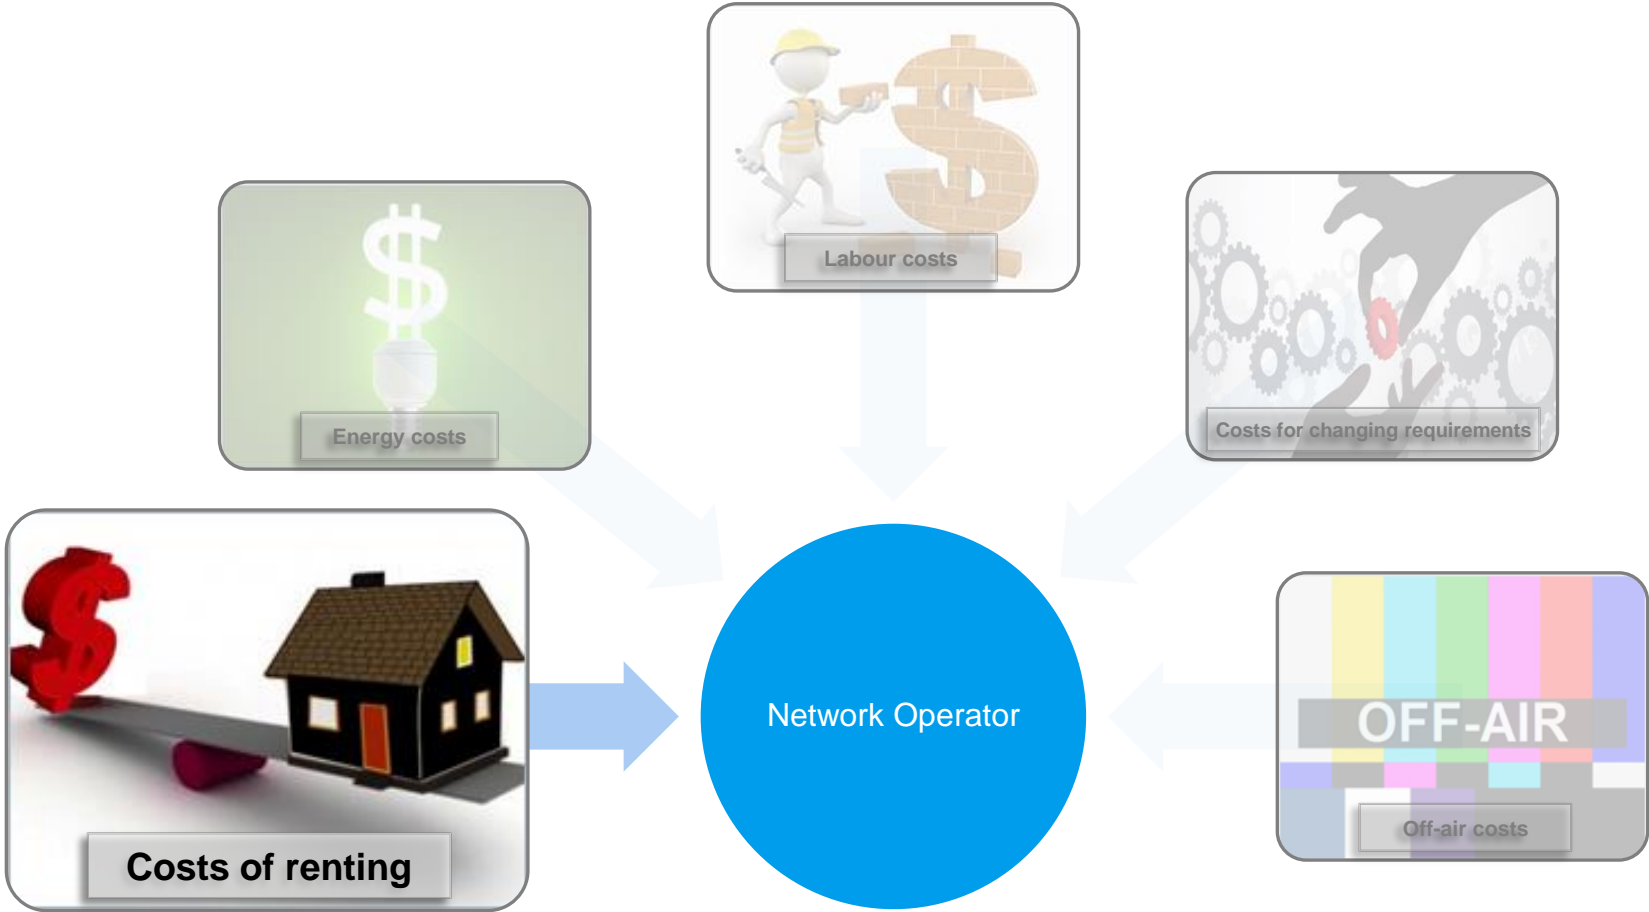 Labour costs
Energy costs
Costs for changing requirements
Costs of renting
Network Operator
OFF-AIR
Off-air costs